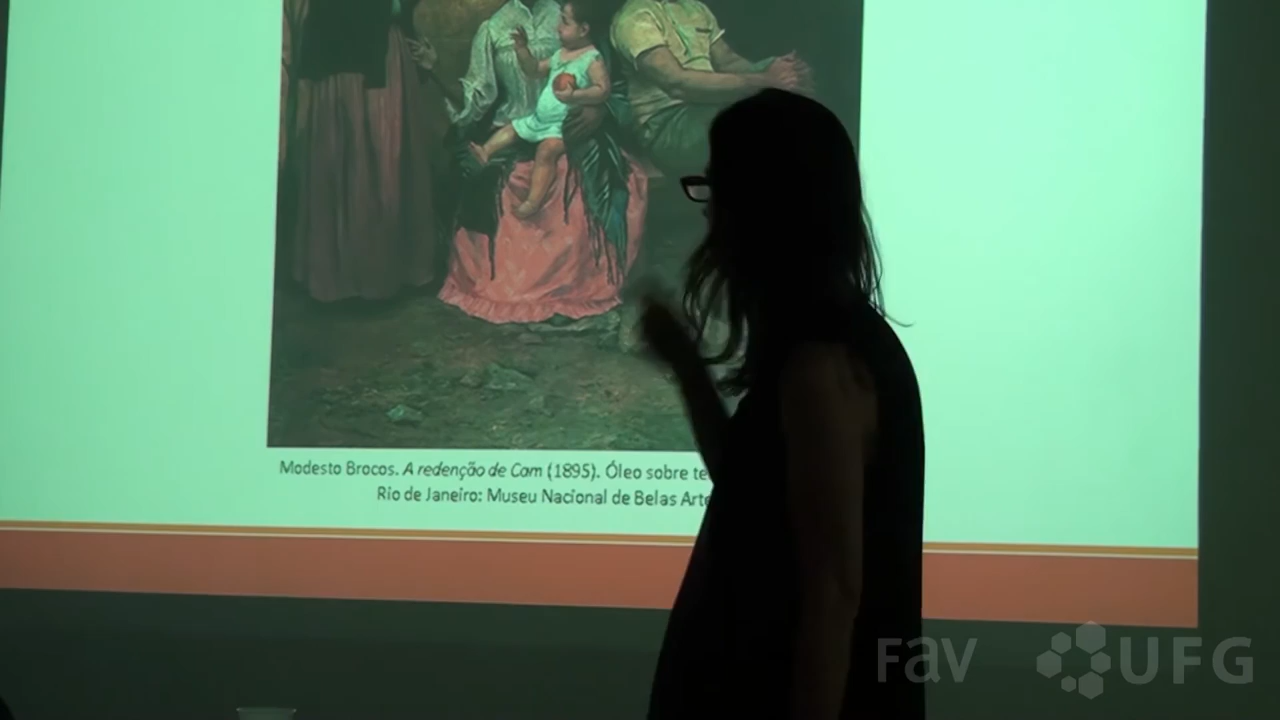 Modesto Brocos. A redenção de Cam (1895). Óleo sobre te
Rio de Janeiro: Museu Nacional de Belas Arte
FAV UFG